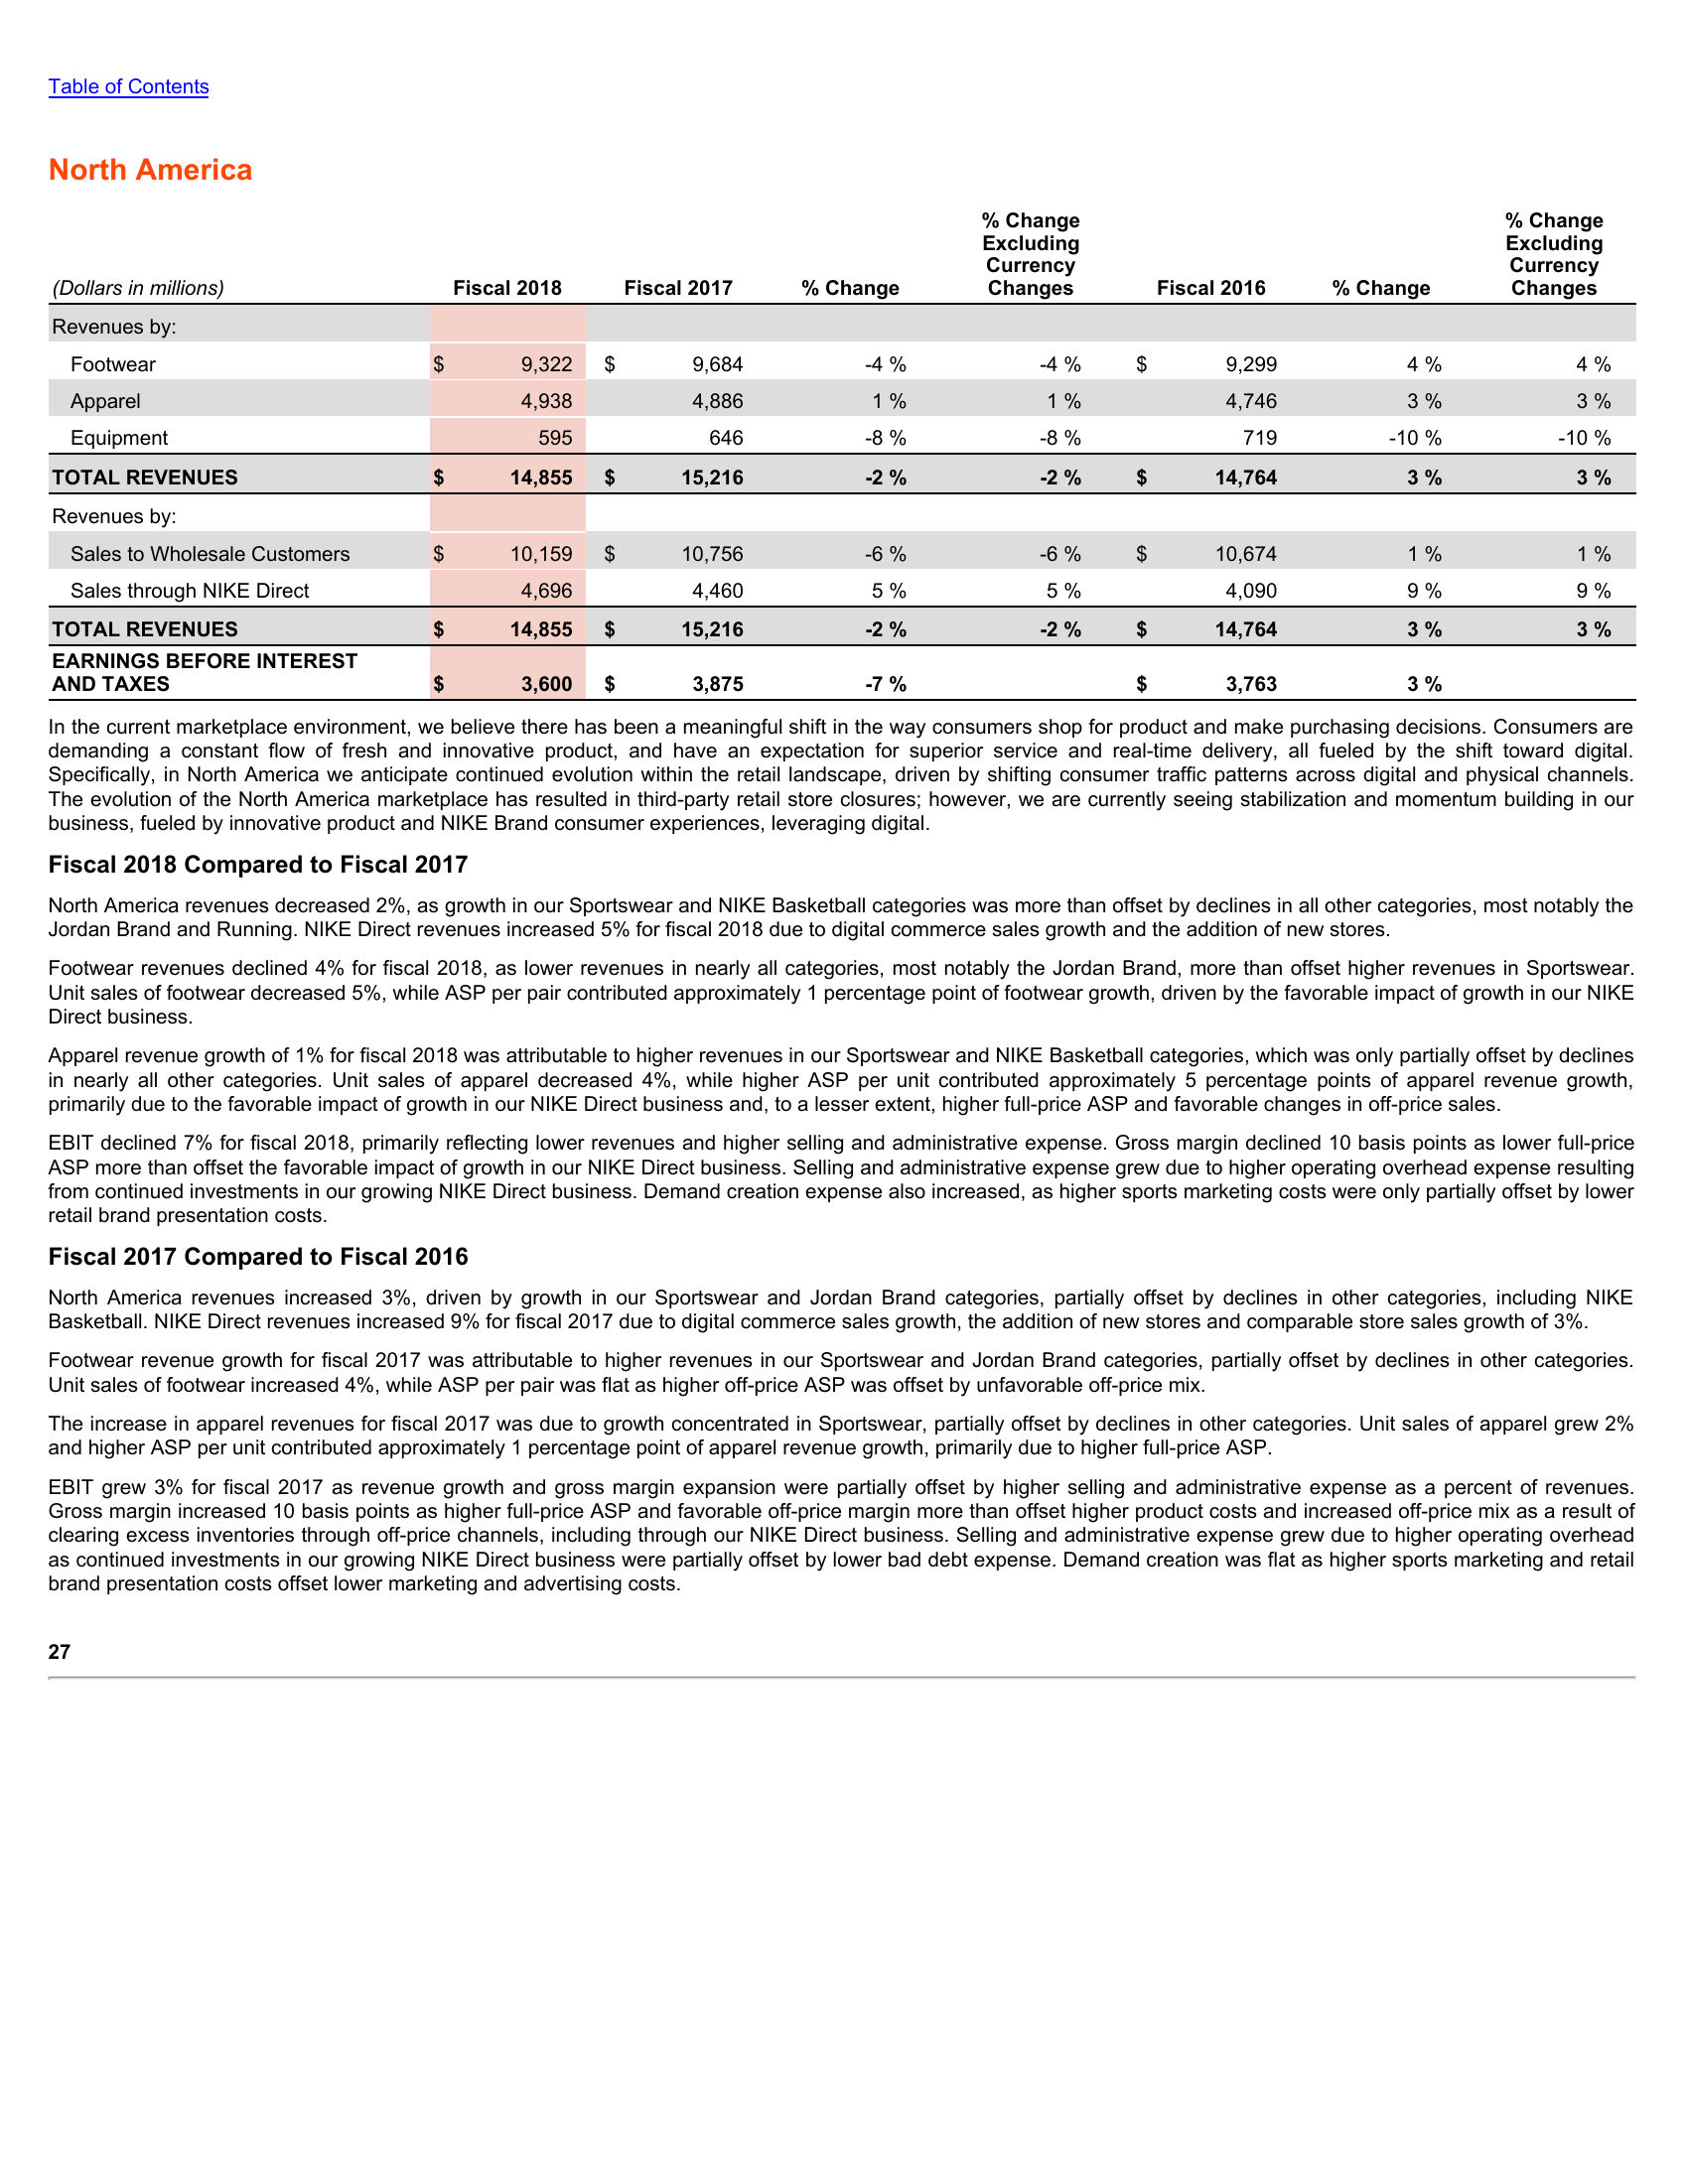 Table of Contents
North America
(Dollars in millions) Fiscal 2018 Fiscal 2017 % Change % Change Excluding Currency Changes Fiscal 2016 % Change % Change Excluding Currency Changes
Revenues by:
Footwear $ 9,322 $ 9,684 -4 % -4 % $ 9,299 4 % 4 %
Apparel 4,938 4,886 1 % 1 % 4,746 3 % 3 %
Equipment 595 646 -8 % -8 % 719 -10 % -10 %
TOTAL REVENUES $ 14,855 $ 15,216 -2 % -2 % $ 14,764 3 % 3 %
Revenues by:
Sales to Wholesale Customers $ 10,159 $ 10,756 -6 % -6 % $ 10,674 1 % 1 %
Sales through NIKE Direct 4,696 4,460 5 % 5 % 4,090 9 % 9 %
TOTAL REVENUES $ 14,855 $ 15,216 -2 % -2 % $ 14,764 3 % 3 %
EARNINGS BEFORE INTEREST
AND TAXES $ 3,600 $ 3,875 -7 % $ 3,763 3 %
In the current marketplace environment, we believe there has been a meaningful shift in the way consumers shop for product and make purchasing decisions. Consumers are
demanding a constant flow of fresh and innovative product, and have an expectation for superior service and real-time delivery, all fueled by the shift toward digital.
Specifically, in North America we anticipate continued evolution within the retail landscape, driven by shifting consumer traffic patterns across digital and physical channels.
The evolution of the North America marketplace has resulted in third-party retail store closures; however, we are currently seeing stabilization and momentum building in our
business, fueled by innovative product and NIKE Brand consumer experiences, leveraging digital.
Fiscal 2018 Compared to Fiscal 2017
North America revenues decreased 2%, as growth in our Sportswear and NIKE Basketball categories was more than offset by declines in all other categories, most notably the
Jordan Brand and Running. NIKE Direct revenues increased 5% for fiscal 2018 due to digital commerce sales growth and the addition of new stores.
Footwear revenues declined 4% for fiscal 2018, as lower revenues in nearly all categories, most notably the Jordan Brand, more than offset higher revenues in Sportswear.
Unit sales of footwear decreased 5%, while ASP per pair contributed approximately 1 percentage point of footwear growth, driven by the favorable impact of growth in our NIKE
Direct business.
Apparel revenue growth of 1% for fiscal 2018 was attributable to higher revenues in our Sportswear and NIKE Basketball categories, which was only partially offset by declines
in nearly all other categories. Unit sales of apparel decreased 4%, while higher ASP per unit contributed approximately 5 percentage points of apparel revenue growth,
primarily due to the favorable impact of growth in our NIKE Direct business and, to a lesser extent, higher full-price ASP and favorable changes in off-price sales.
EBIT declined 7% for fiscal 2018, primarily reflecting lower revenues and higher selling and administrative expense. Gross margin declined 10 basis points as lower full-price
ASP more than offset the favorable impact of growth in our NIKE Direct business. Selling and administrative expense grew due to higher operating overhead expense resulting
from continued investments in our growing NIKE Direct business. Demand creation expense also increased, as higher sports marketing costs were only partially offset by lower
retail brand presentation costs.
Fiscal 2017 Compared to Fiscal 2016
North America revenues increased 3%, driven by growth in our Sportswear and Jordan Brand categories, partially offset by declines in other categories, including NIKE
Basketball. NIKE Direct revenues increased 9% for fiscal 2017 due to digital commerce sales growth, the addition of new stores and comparable store sales growth of 3%.
Footwear revenue growth for fiscal 2017 was attributable to higher revenues in our Sportswear and Jordan Brand categories, partially offset by declines in other categories.
Unit sales of footwear increased 4%, while ASP per pair was flat as higher off-price ASP was offset by unfavorable off-price mix.
The increase in apparel revenues for fiscal 2017 was due to growth concentrated in Sportswear, partially offset by declines in other categories. Unit sales of apparel grew 2%
and higher ASP per unit contributed approximately 1 percentage point of apparel revenue growth, primarily due to higher full-price ASP.
EBIT grew 3% for fiscal 2017 as revenue growth and gross margin expansion were partially offset by higher selling and administrative expense as a percent of revenues.
Gross margin increased 10 basis points as higher full-price ASP and favorable off-price margin more than offset higher product costs and increased off-price mix as a result of
clearing excess inventories through off-price channels, including through our NIKE Direct business. Selling and administrative expense grew due to higher operating overhead
as continued investments in our growing NIKE Direct business were partially offset by lower bad debt expense. Demand creation was flat as higher sports marketing and retail
brand presentation costs offset lower marketing and advertising costs.
27